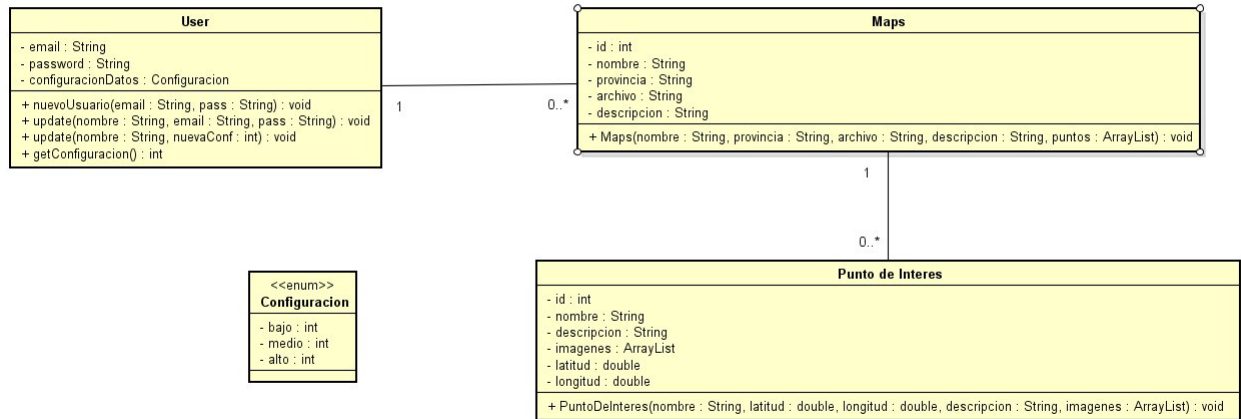 User
- email : String
- password : String
- configuracionDatos : Configuracion
+ nuevoUsuario(email : String, pass : String) : void
+ update(nombre : String, email : String, pass : String) : void
+ update(nombre : String, nuevaConf : int) : void
+ getConfiguracion() : int
1
0..*
Maps
- id : int
- nombre : String
- provincia : String
- archivo : String
- descripcion : String
+ Maps(nombre : String, provincia : String, archivo : String, descripcion : String, puntos : ArrayList) : void
1
0..*
<<enum>>
Configuracion
- bajo : int
- medio : int
- alto : int
Punto de Interes
- id : int
- nombre : String
- descripcion : String
- imagenes : ArrayList
- latitud : double
- longitud : double
+ PuntoDeInteres(nombre : String, latitud : double, longitud : double, descripcion : String, imagenes : ArrayList) : void